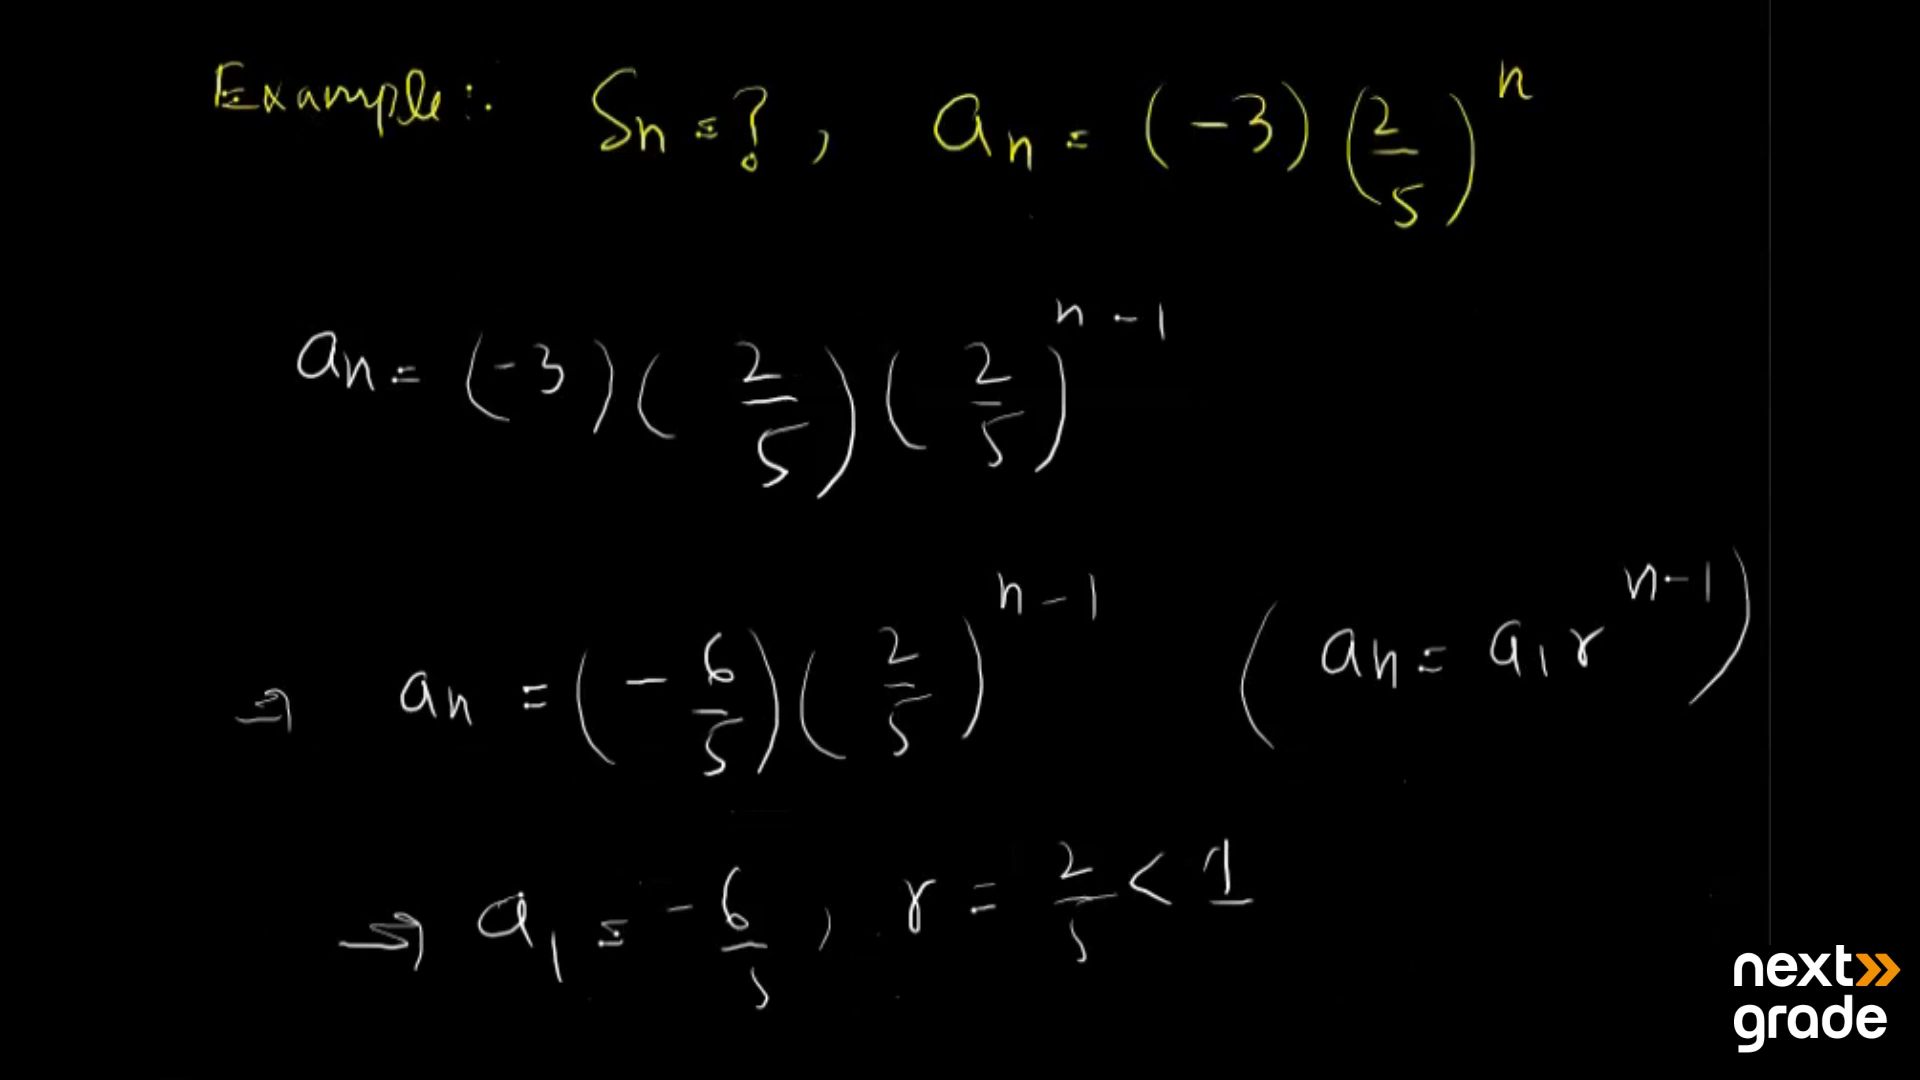 Example:. Sn = ?, an = (-3)(2/5)^n
an = (-3)(2/5)(2/5)^n-1
⇒ an = (-6/5)(2/5)^n-1 (an = a1r^n-1)
⇒ a1 = -6/5, r = 2/5 < 1
next»
grade